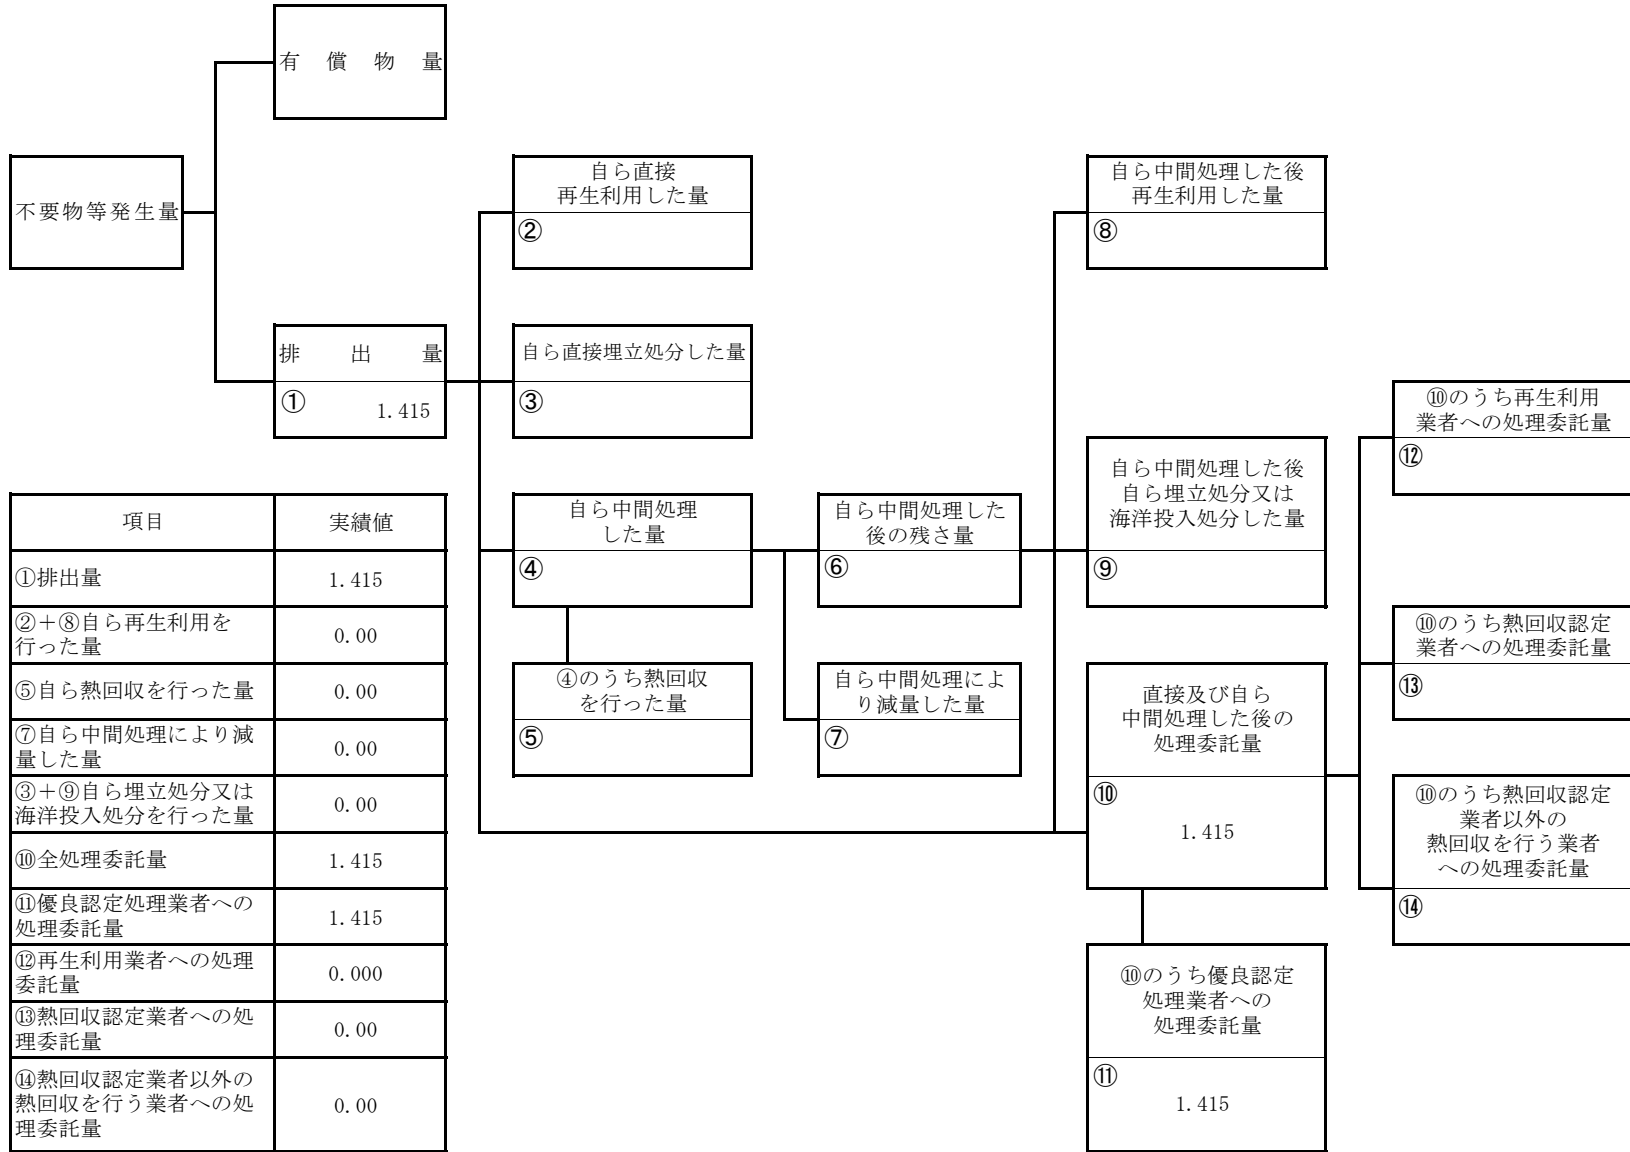 有償物量
不要物等発生量
排出量
①
1.415
自ら直接
再生利用した量
②
自ら直接埋立処分した量
③
自ら中間処理
した量
④
④のうち熱回収
を行った量
⑤
自ら中間処理した
後の残さ量
⑥
自ら中間処理によ
り減量した量
⑦
自ら中間処理した後
再生利用した量
⑧
自ら中間処理した後
自ら埋立処分又は
海洋投入処分した量
⑨
直接及び自ら
中間処理した後の
処理委託量
⑩
1.415
⑩のうち優良認定
処理業者への
処理委託量
⑪
1.415
⑩のうち再生利用
業者への処理委託量
⑫
⑩のうち熱回収認定
業者への処理委託量
⑬
⑩のうち熱回収認定
業者以外の
熱回収を行う業者
への処理委託量
⑭
項目 実績値
①排出量 1.415
②＋⑧自ら再生利用を
行った量
0.00
⑤自ら熱回収を行った量 0.00
⑦自ら中間処理により減
量した量
0.00
③＋⑨自ら埋立処分又は
海洋投入処分を行った量
0.00
⑩全処理委託量 1.415
⑪優良認定処理業者への
処理委託量
1.415
⑫再生利用業者への処理
委託量
0.000
⑬熱回収認定業者への処
理委託量
0.00
⑭熱回収認定業者以外の
熱回収を行う業者への処
理委託量
0.00